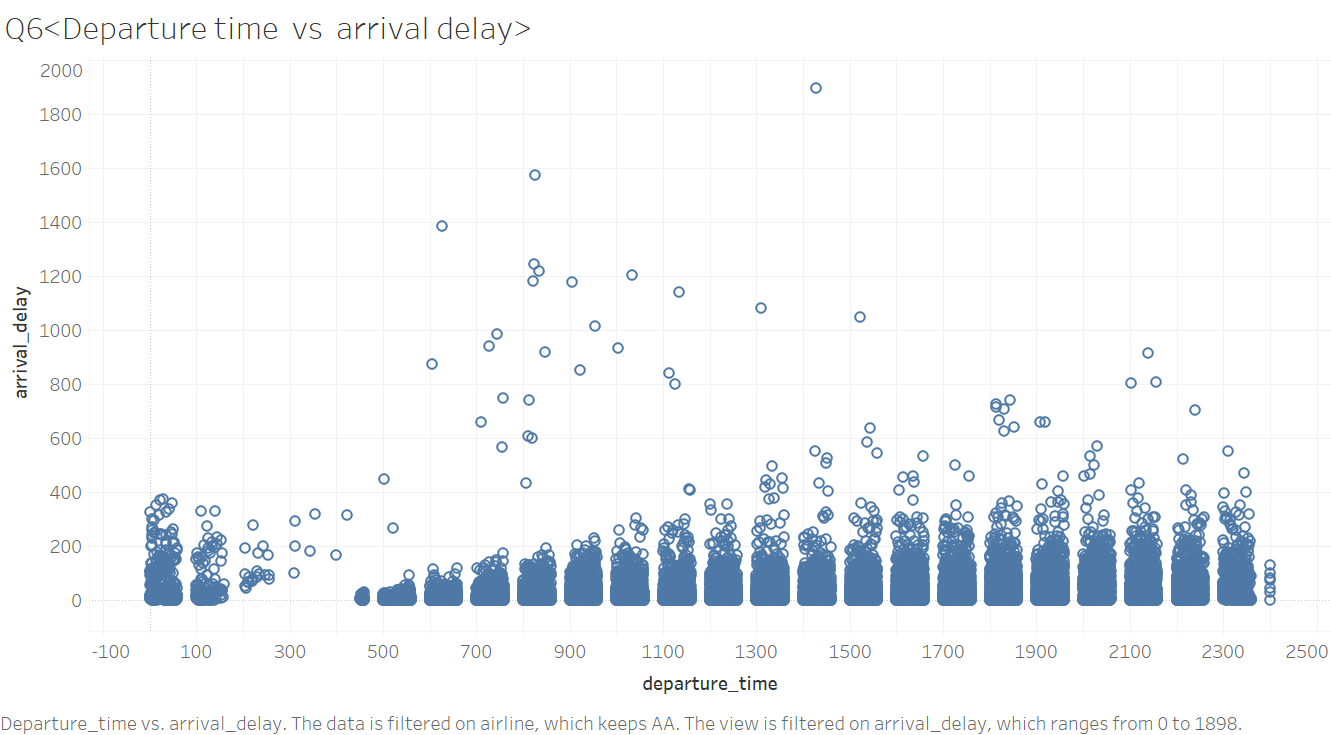 Q6<Departure time vs arrival delay>
2000
1800
1600
1400
1200
1000
800
600
400
200
0
arrival_delay
-100 100 300 500 700 900 1100 1300 1500 1700 1900 2100 2300 2500
departure_time
Departure_time vs. arrival_delay. The data is filtered on airline, which keeps AA. The view is filtered on arrival_delay, which ranges from 0 to 1898.